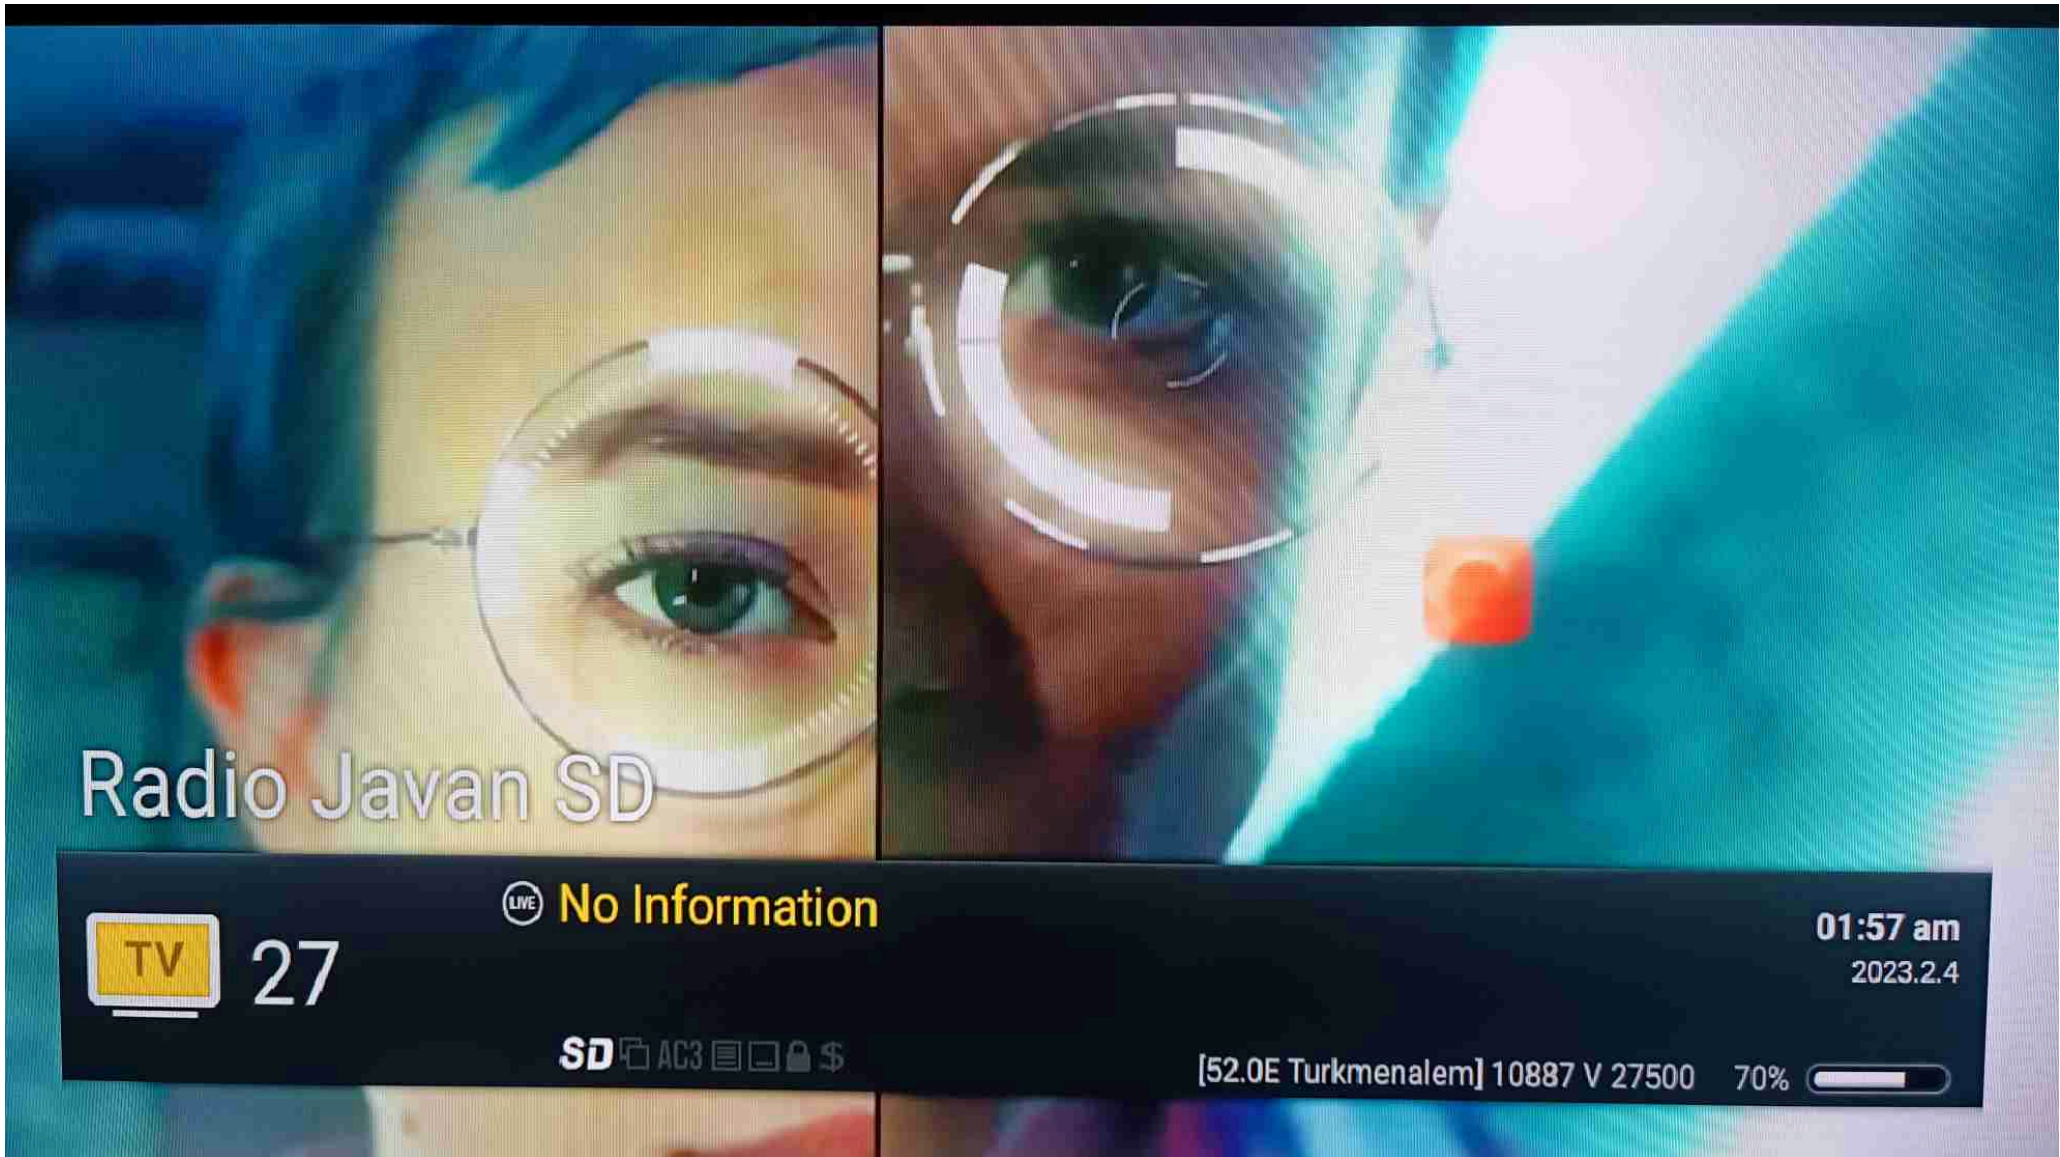 Radio Javan SD
TV
27
LIVE No Information
01:57 am
2023.2.4
SD AC3 $
[52.0E Turkmenalem] 10887 V 27500 70%